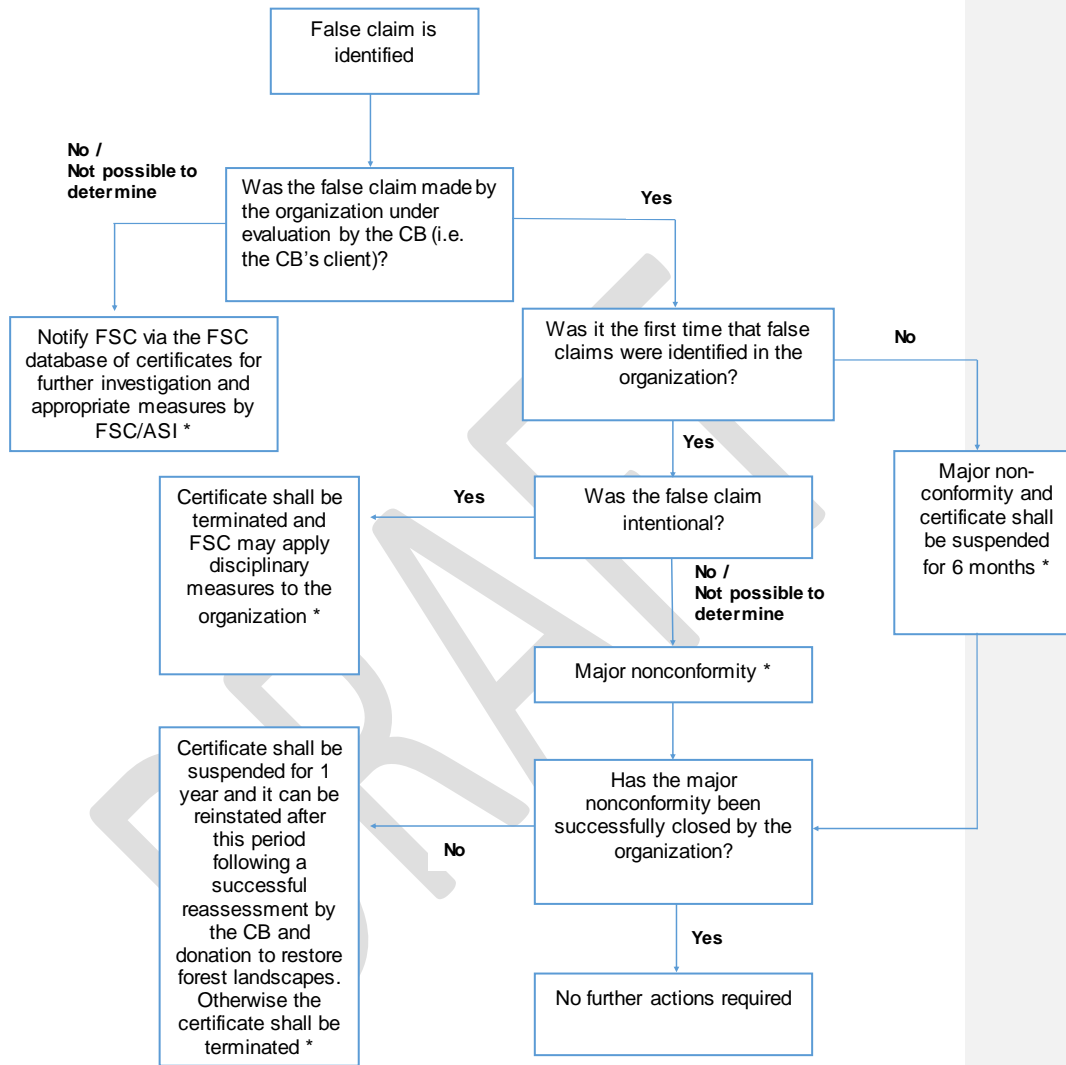 False claim is
identified
No /
Not possible to
determine
Was the false claim made by
the organization under
evaluation by the CB (i.e.
the CB's client)?
Yes
Notify FSC via the FSC
database of certificates for
further investigation and
appropriate measures by
FSC/ASI *
Was it the first time that false
claims were identified in the
organization?
No
Yes
Certificate shall be
terminated and
FSC may apply
disciplinary
measures to the
organization *
Yes
Was the false claim
intentional?
Major non-
conformity and
certificate shall
be suspended
for 6 months *
No /
Not possible to
determine
Major nonconformity *
Certificate shall be
suspended for 1
year and it can be
reinstated after
this period
following a
successful
reassessment by
the CB and
donation to restore
forest landscapes.
Otherwise the
certificate shall be
terminated *
Has the major
nonconformity been
successfully closed by the
organization?
No
Yes
No further actions required
DRAFT